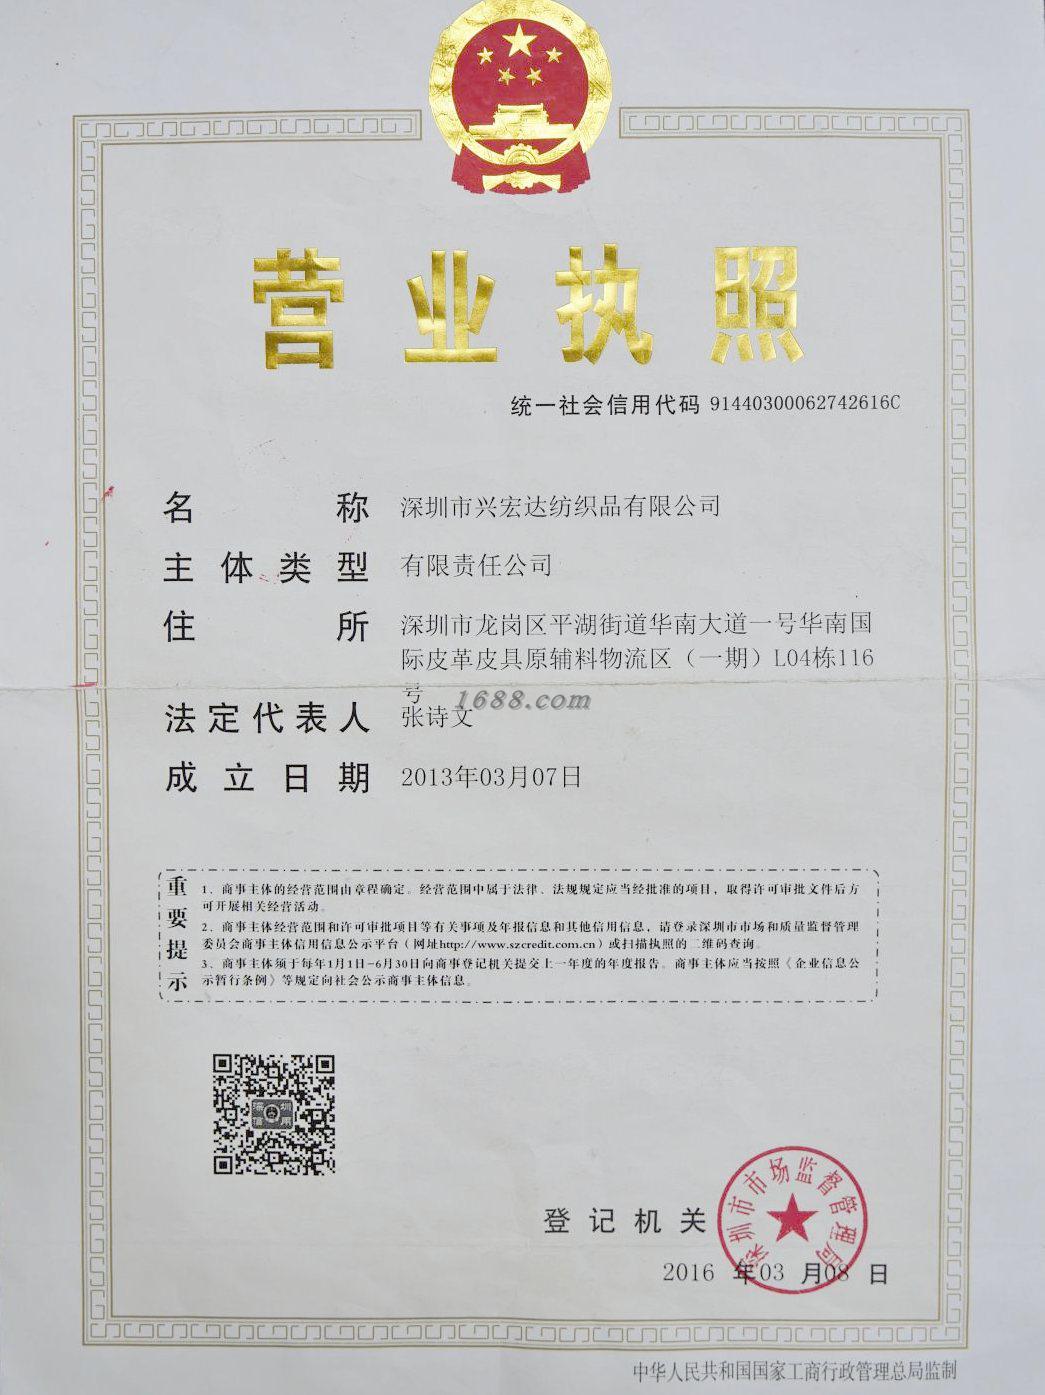 营业执照
统一社会信用代码 91440300062742616C
名称 深圳市兴宏达纺织品有限公司
主体类型 有限责任公司
住所 深圳市龙岗区平湖街道华南大道一号华南国
际皮革皮具原辅料物流区（一期）L04栋116
号
1688.com
法定代表人 张诗文
成立日期 2013年03月07日
重要提示
1、商事主体的经营范围由章程确定。经营范围中属于法律、法规规定应当经批准的项目，取得许可审批文件后方
可开展相关经营活动。
2、商事主体经营范围和许可审批项目等有关事项及年报信息和其他信用信息，请登录深圳市市场和质量监督管理
委员会商事主体信用信息公示平台（网址http://www.szcredit.com.cn）或扫描执照的二维码查询。
3、商事主体须于每年1月1日-6月30日向商事登记机关提交上一年度的年度报告。商事主体应当按照《企业信息公
示暂行条例》等规定向社会公示商事主体信息。
深圳
信用
登记机关
深圳市市场监督管理局
2016 年03 月08 日
中华人民共和国国家工商行政管理总局监制